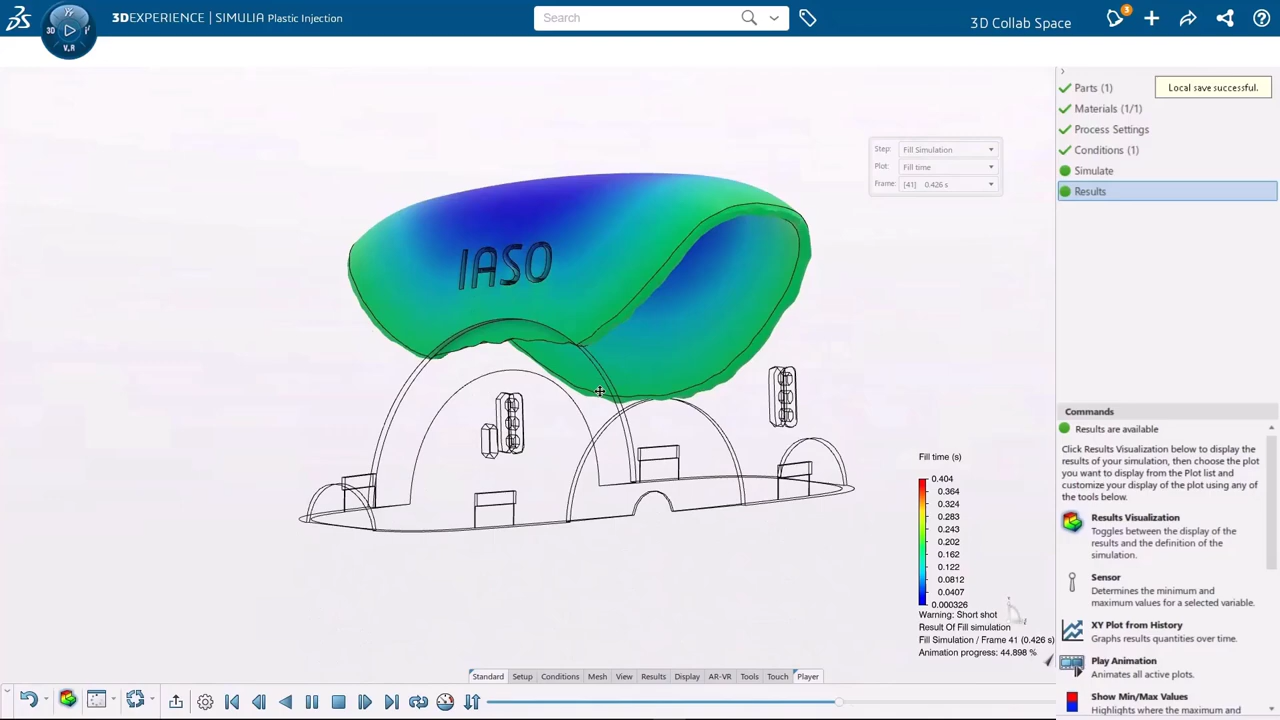 3DEXPERIENCE | SIMULIA Plastic Injection
Search
3D Collab Space
3
3D
V.R
Local save successful.
Parts (1)
Materials (1/1)
Process Settings
Conditions (1)
Simulate
Results
Step: Fill Simulation
Plot: Fill time
Frame: [41] 0.426 s
IASO
Fill time (s)
0.404
0.364
0.324
0.283
0.243
0.202
0.162
0.122
0.0812
0.0407
0.000326
Warning: Short shot
Result Of Fill simulation
Fill Simulation / Frame 41 (0.426 s)
Animation progress: 44.898 %
Commands
Results are available
Click Results Visualization below to display the
results of your simulation, then choose the plot
you want to display from the Plot list and
customize your display of the plot using any of
the tools below.
Results Visualization
Toggles between the display of the
results and the definition of the
simulation.
Sensor
Determines the minimum and
maximum values for a selected variable.
XY Plot from History
Graphs results quantities over time.
Play Animation
Animates all active plots.
Show Min/Max Values
Highlights where the maximum and
Standard Setup Conditions Mesh View Results Display AR-VR Tools Touch Player